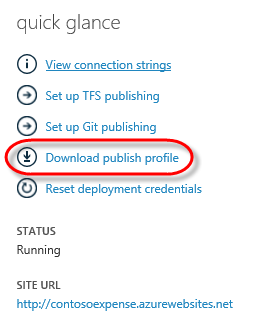 quick glance
View connection strings
Set up TFS publishing
Set up Git publishing
Download publish profile
Reset deployment credentials
STATUS
Running
SITE URL
http://contosoexpense.azurewebsites.net